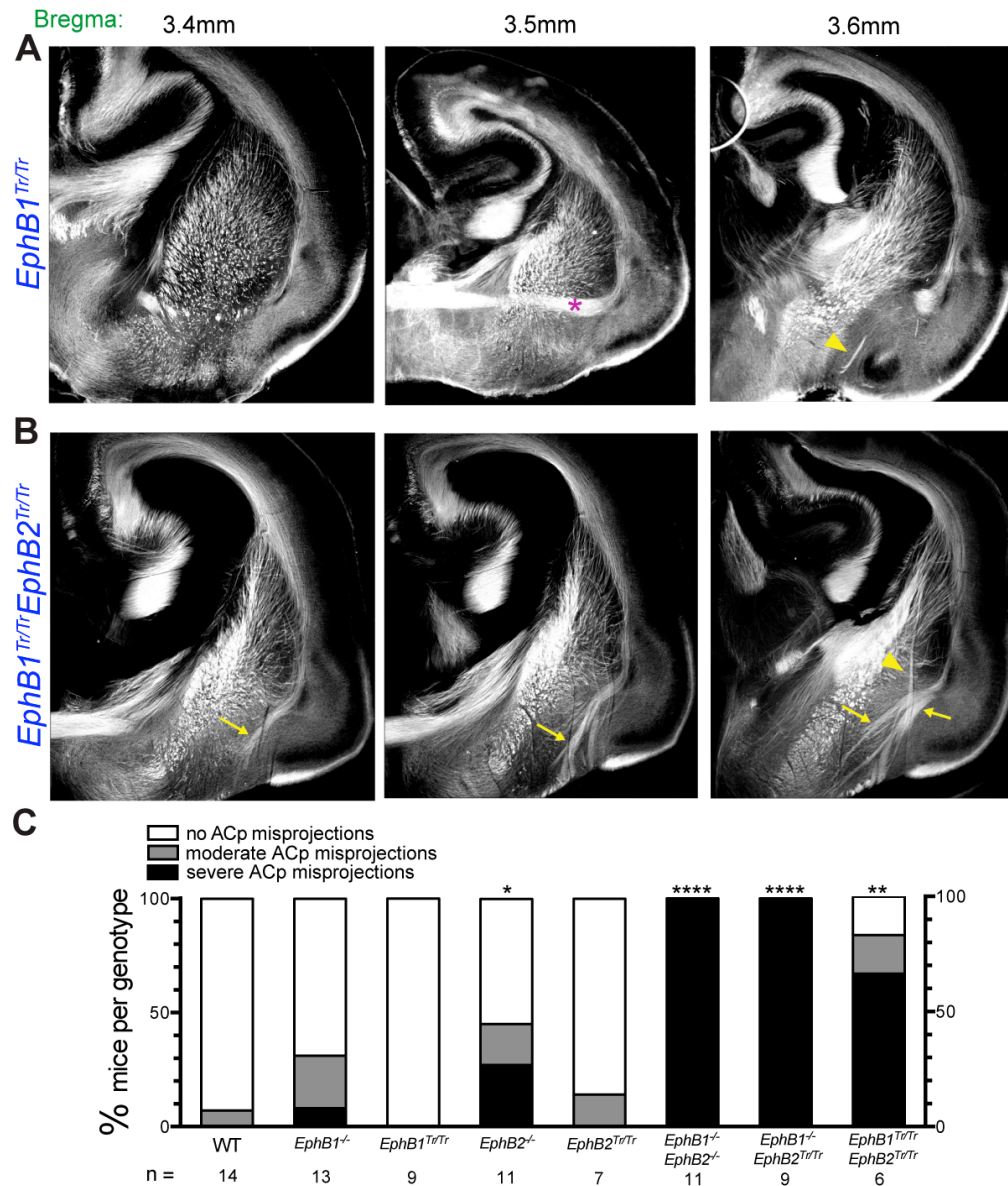 Bregma:
3.4mm 3.5mm 3.6mm
A
EphB1Tr/Tr
*
B
EphB1Tr/TrEphB2Tr/Tr
C
no ACp misprojections
moderate ACp misprojections
severe ACp misprojections
* **** **** **
100 100
50 50
0 0
% mice per genotype
WT EphB1-/- EphB1Tr/Tr EphB2-/- EphB2Tr/Tr EphB1-/- EphB1-/- EphB1Tr/Tr
EphB2-/- EphB2Tr/Tr EphB2Tr/Tr
n = 14 13 9 11 7 11 9 6